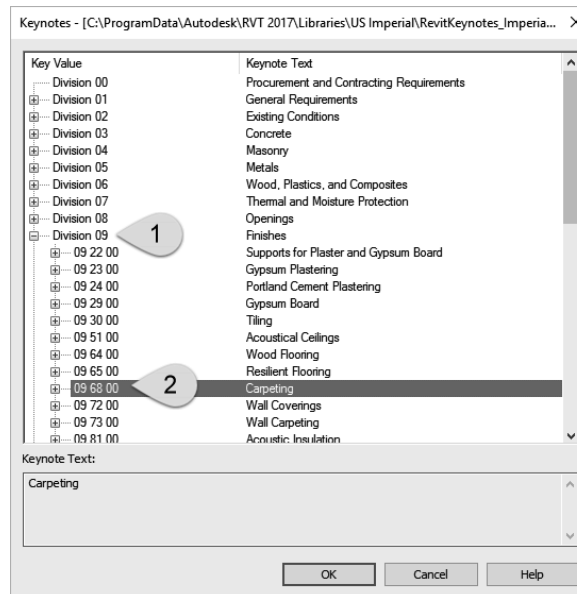 Keynotes - [C:\ProgramData\Autodesk\RVT 2017\Libraries\US Imperial\RevitKeynotes_Imperia...
Key Value Keynote Text
Division 00 Procurement and Contracting Requirements
Division 01 General Requirements
Division 02 Existing Conditions
Division 03 Concrete
Division 04 Masonry
Division 05 Metals
Division 06 Wood, Plastics, and Composites
Division 07 Thermal and Moisture Protection
Division 08 Openings
Division 09 1 Finishes
09 22 00 Supports for Plaster and Gypsum Board
09 23 00 Gypsum Plastering
09 24 00 Portland Cement Plastering
09 29 00 Gypsum Board
09 30 00 Tiling
09 51 00 Acoustical Ceilings
09 64 00 Wood Flooring
09 65 00 Resilient Flooring
09 68 00 2 Carpeting
09 72 00 Wall Coverings
09 73 00 Wall Carpeting
09 81 00 Acoustic Insulation
Keynote Text:
Carpeting
OK Cancel Help